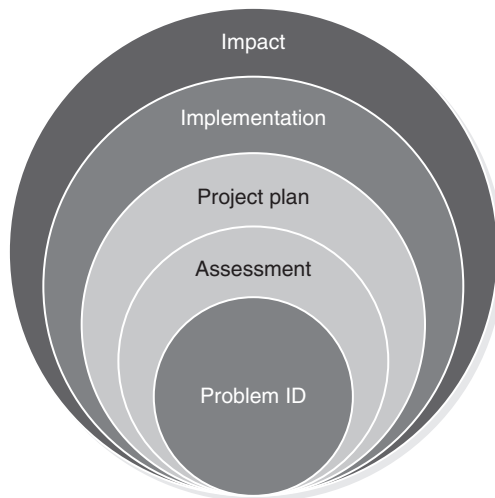 Impact
Implementation
Project plan
Assessment
Problem ID